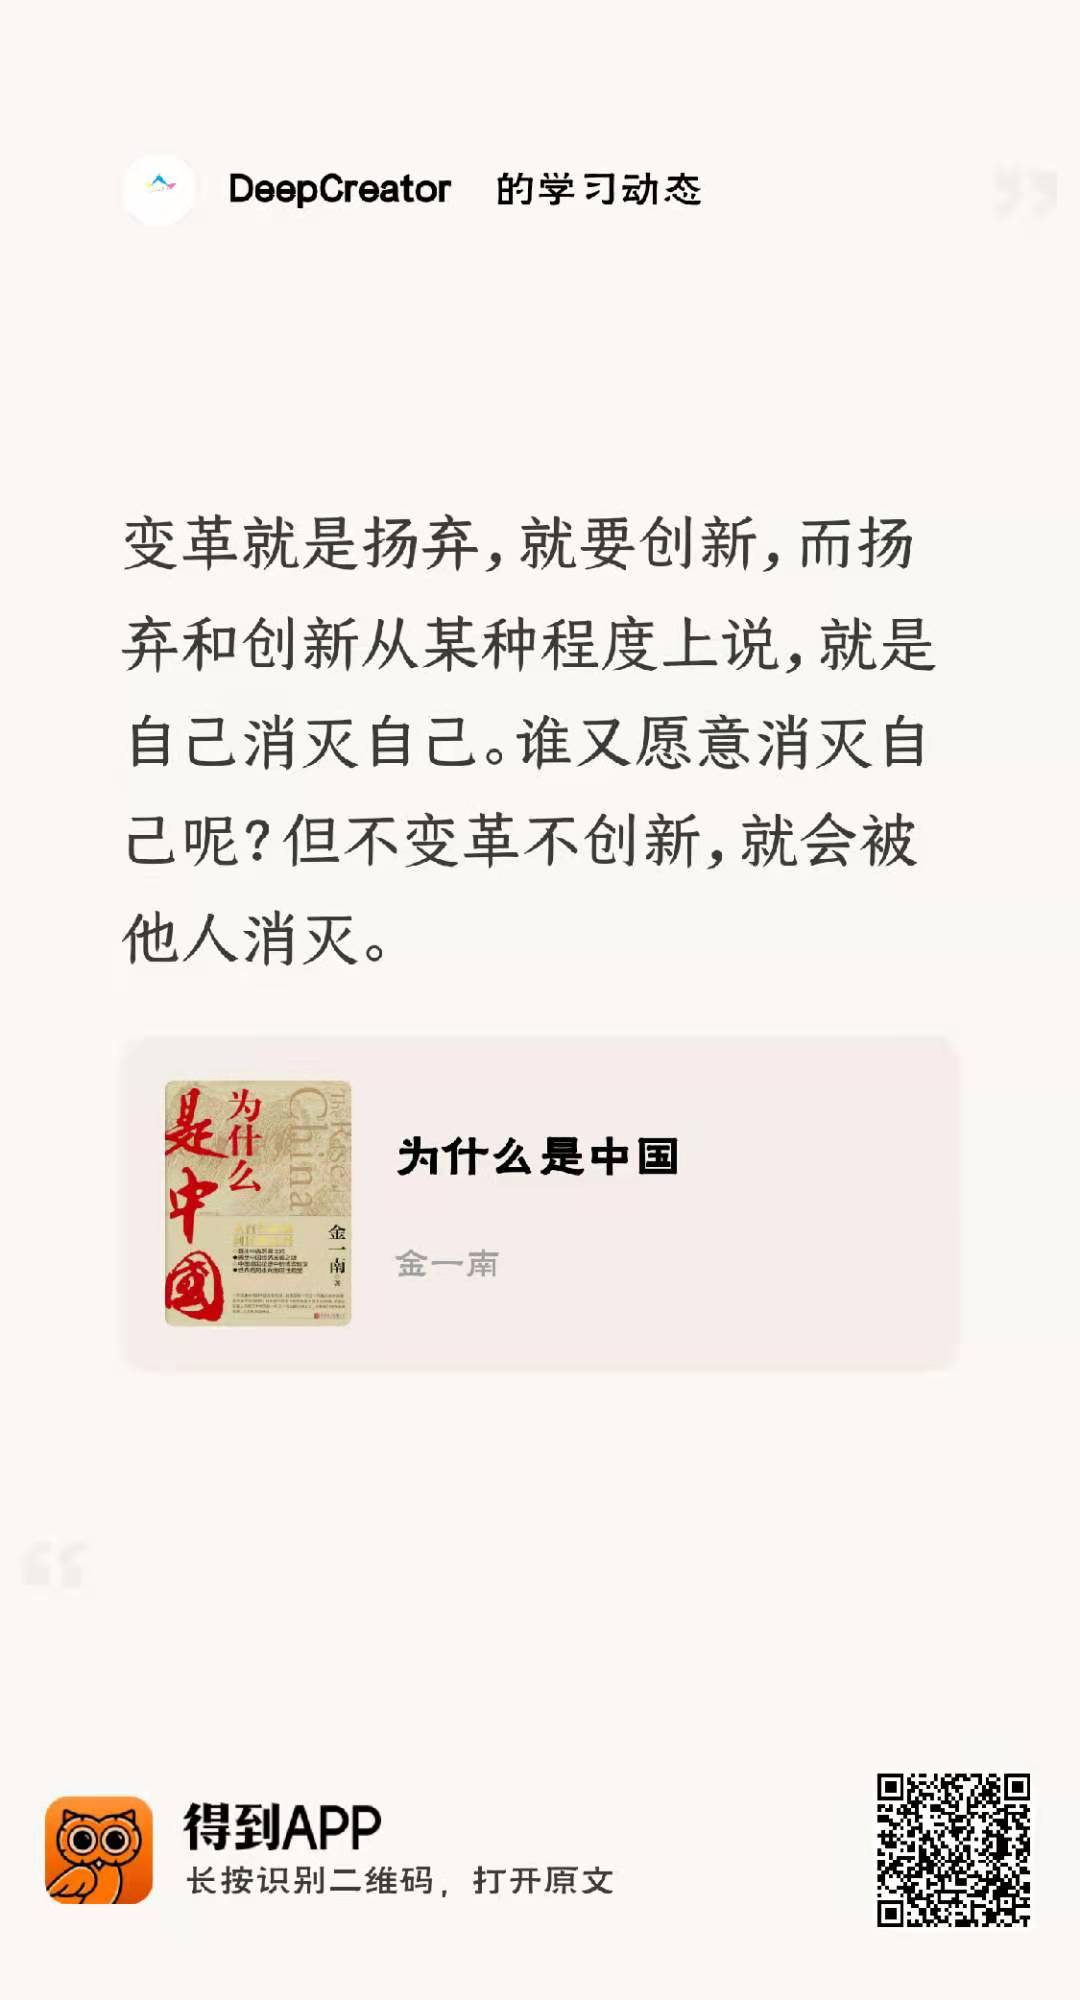 DeepCreator 的学习动态
变革就是扬弃，就要创新，而扬
弃和创新从某种程度上说，就是
自己消灭自己。谁又愿意消灭自
己呢？但不变革不创新，就会被
他人消灭。
为什么
是中國
The Rise of
China
金一南 著
为什么是中国
金一南
得到APP
长按识别二维码，打开原文